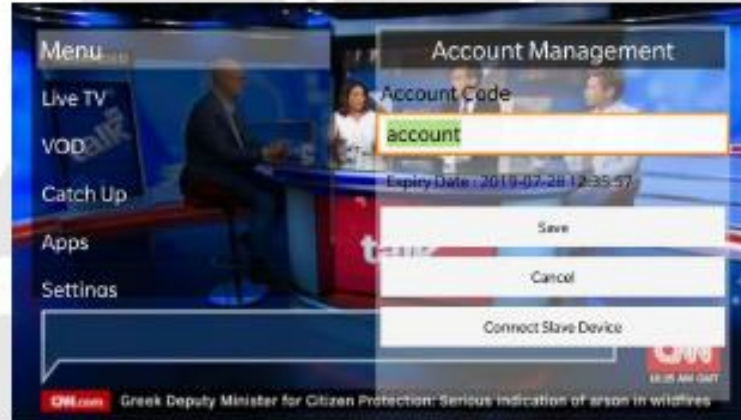 Menu
Live TV
VOD
Catch Up
Apps
Settings
Account Management
Account Code
account
Expiry Date : 2019-07-28 12:35:57
Save
Cancel
Connect Slave Device
talk
CNN
CNN.com Greek Deputy Minister for Citizen Protection: Serious indication of arson in wildfires